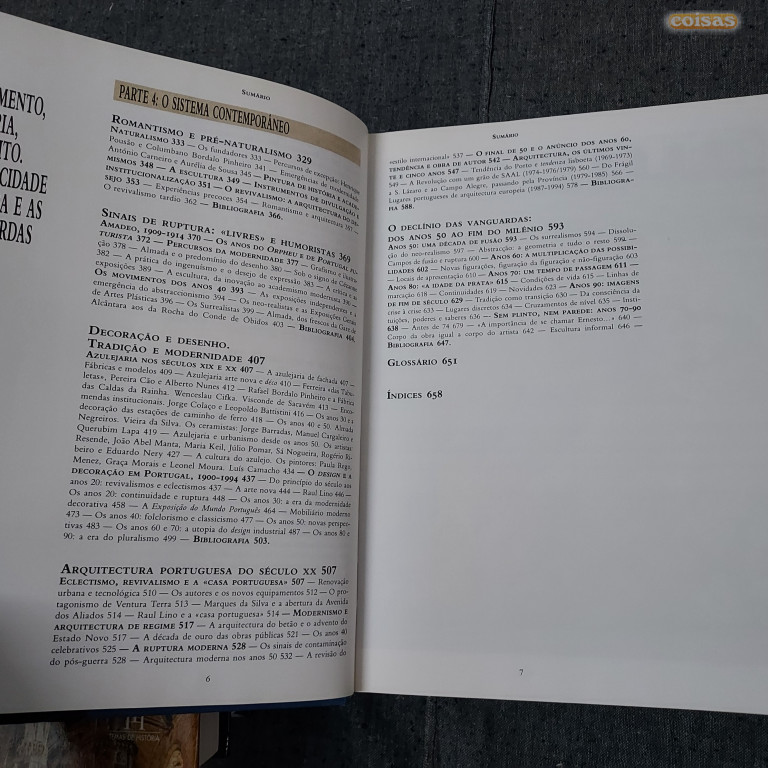 coisas
MENTO,
RIA,
ITO.
CIDADE
A E AS
RDAS
SUMÁRIO
PARTE 4: O SISTEMA CONTEMPORÂNEO
ROMANTISMO E PRÉ-NATURALISMO 329
NATURALISMO 333 — Os fundadores 333 — Percursos de excepção: Henrique
Pousão e Columbano Bordalo Pinheiro 341 — Emergências de modernidade
António Carneiro e Aurélia de Sousa 345 — PINTURA DE HISTÓRIA E ACADE-
MISMOS 348 — A ESCULTURA 349 — INSTRUMENTOS DE DIVULGAÇÃO E
INSTITUCIONALIZAÇÃO 351 — O REVIVALISMO: A ARQUITECTURA DO
SEJO 353 — Experiências precoces 354 — Romantismo e arquitectura
O revivalismo tardio 362 — BIBLIOGRAFIA 366.
SINAIS DE RUPTURA: «LIVRES» E HUMORISTAS 369
AMADEO, 1909-1914 370 — OS ANOS DO ORPHEU E DE PORTUGAL FU-
TURISTA 372 — PERCURSOS DA MODERNIDADE 377 — Grafismo e
ção 378 — Almada e o predomínio do desenho 380 — Sob o signo de
382 — A prática do ingenuísmo e o desejo de expressão 383 — A crítica e as
exposições 389 — A escultura, da inovação ao academismo modernista 390 —
OS MOVIMENTOS DOS ANOS 40 393 — As exposições independentes e a
emergência do abstraccionismo 394 — Os neo-realistas e as Exposições Gerais
de Artes Plásticas 396 — Os Surrealistas 399 — Almada, dos frescos da Gare de
Alcântara aos da Rocha do Conde de Óbidos 403 — BIBLIOGRAFIA 404.
DECORAÇÃO E DESENHO.
TRADIÇÃO E MODERNIDADE 407
AZULEJARIA NOS SÉCULOS XIX E XX 407 — A azulejaria de fachada 407 —
Fábricas e modelos 409 — Azulejaria arte nova e déco 410 — Ferreira «das Tabu-
letas», Pereira Cão e Alberto Nunes 412 — Rafael Bordalo Pinheiro e a Fábrica
das Caldas da Rainha. Wenceslau Cifka. Visconde de Sacavém 413 — Enco-
mendas institucionais. Jorge Colaço e Leopoldo Battistini 416 — Os anos 30 e a
decoração das estações de caminho de ferro 418 — Os anos 40 e 50. Almada
Negreiros. Vieira da Silva. Os ceramistas: Jorge Barradas, Manuel Cargaleiro e
Querubim Lapa 419 — Azulejaria e urbanismo desde os anos 50. Os artistas:
Resende, João Abel Manta, Maria Keil, Júlio Pomar, Sá Nogueira, Rogério Ri-
beiro e Eduardo Nery 427 — A cultura do azulejo. Os pintores: Paula Rego,
Menez, Graça Morais e Leonel Moura. Luís Camacho 434 — O DESIGN E A
DECORAÇÃO EM PORTUGAL, 1900-1994 437 — Do princípio do século aos
anos 20: revivalismos e eclectismos 437 — A arte nova 444 — Raul Lino 446 —
Os anos 20: continuidade e ruptura 448 — Os anos 30: a era da modernidade
decorativa 458 — A Exposição do Mundo Português 464 — Mobiliário moderno
473 — Os anos 40: folclorismo e classicismo 477 — Os anos 50: novas perspec-
tivas 483 — Os anos 60 e 70: a utopia do design industrial 487 — Os anos 80 e
90: a era do pluralismo 499 — BIBLIOGRAFIA 503.
ARQUITECTURA PORTUGUESA DO SÉCULO XX 507
ECLECTISMO, REVIVALISMO E A «CASA PORTUGUESA» 507 — Renovação
urbana e tecnológica 510 — Os autores e os novos equipamentos 512 — O pro-
tagonismo de Ventura Terra 513 — Marques da Silva e a abertura da Avenida
dos Aliados 514 — Raul Lino e a «casa portuguesa» 514 — MODERNISMO E
ARQUITECTURA DE REGIME 517 — A arquitectura do betão e o advento do
Estado Novo 517 — A década de ouro das obras públicas 521 — Os anos 40
celebrativos 525 — A RUPTURA MODERNA 528 — Os sinais de contaminação
do pós-guerra 528 — Arquitectura moderna nos anos 50 532 — A revisão do
6
SUMÁRIO
«estilo internacional» 537 — O FINAL DE 50 E O ANÚNCIO DOS ANOS 60,
TENDÊNCIA E OBRA DE AUTOR 542 — ARQUITECTURA, OS ÚLTIMOS VIN-
TE E CINCO ANOS 547 — Tendência do Porto e tendenza lisboeta (1969-1973)
549 — A Revolução com um grão de SAAL (1974-1976/1979) 560 — Do Frágil
a S. Lázaro e ao Campo Alegre, passando pela Província (1979-1985) 566 —
Lugares portugueses de arquitectura europeia (1987-1994) 578 — BIBLIOGRA-
FIA 588.
O DECLÍNIO DAS VANGUARDAS:
DOS ANOS 50 AO FIM DO MILÉNIO 593
ANOS 50: UMA DÉCADA DE FUSÃO 593 — Os surrealismos 594 — Dissolu-
ção do neo-realismo 597 — Abstracção: a geometria e tudo o resto 592 —
Campos de fusão e ruptura 600 — ANOS 60: A MULTIPLICAÇÃO DAS POSSIBI-
LIDADES 602 — Novas figurações, figuração da figuração e não-figuração 603
— Locais de apresentação 610 — ANOS 70: UM TEMPO DE PASSAGEM 611 —
ANOS 80: «A IDADE DA PRATA» 615 — Condições de vida 615 — Linhas de
marcação 618 — Continuidades 619 — Novidades 623 — ANOS 90: IMAGENS
DE FIM DE SÉCULO 629 — Tradição como transição 630 — Da consciência da
crise à crise 633 — Lugares discretos 634 — Cruzamentos de nível 635 — Insti-
tuições, poderes e saberes 636 — SEM PLINTO, NEM PAREDE: ANOS 70-90
638 — Antes de 74 679 — «A importância de se chamar Ernesto...» 640 —
Corpo da obra igual a corpo do artista 642 — Escultura informal 646 —
BIBLIOGRAFIA 647.
GLOSSÁRIO 651
ÍNDICES 658
7